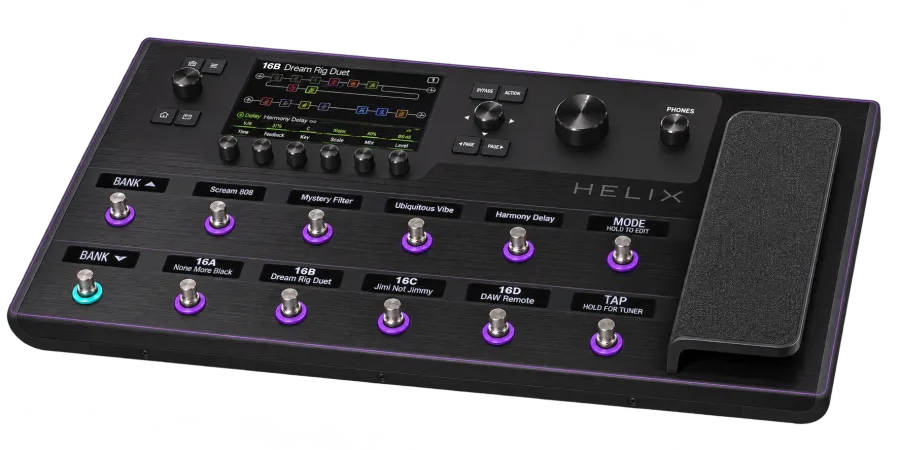 16B Dream Rig Duet
1
Delay Harmony Delay
Time Feedback Key Scale Mix Level
BYPASS
ACTION
◄ PAGE
PAGE ►
PHONES
HELIX
BANK ▲
Scream 808
Mystery Filter
Ubiquitous Vibe
Harmony Delay
MODE
HOLD TO EDIT
BANK ▼
16A
None More Black
16B
Dream Rig Duet
16C
Jimi Not Jimmy
16D
DAW Remote
TAP
HOLD FOR TUNER